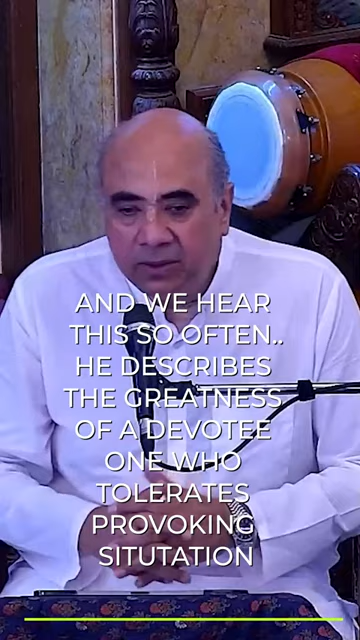 AND WE HEAR
THIS SO OFTEN..
HE DESCRIBES
THE GREATNESS
OF A DEVOTEE
ONE WHO
TOLERATES
PROVOKING
SITUTATION